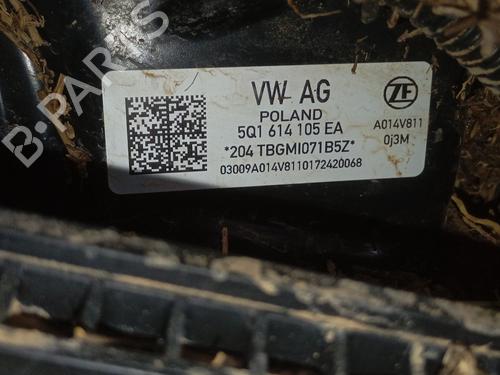 VW AG
POLAND
5Q1 614 105 EA
*204 TBGMI071B5Z*
03009A014V8110172420068
ZF
A014V811
0j3M
B-PARTS